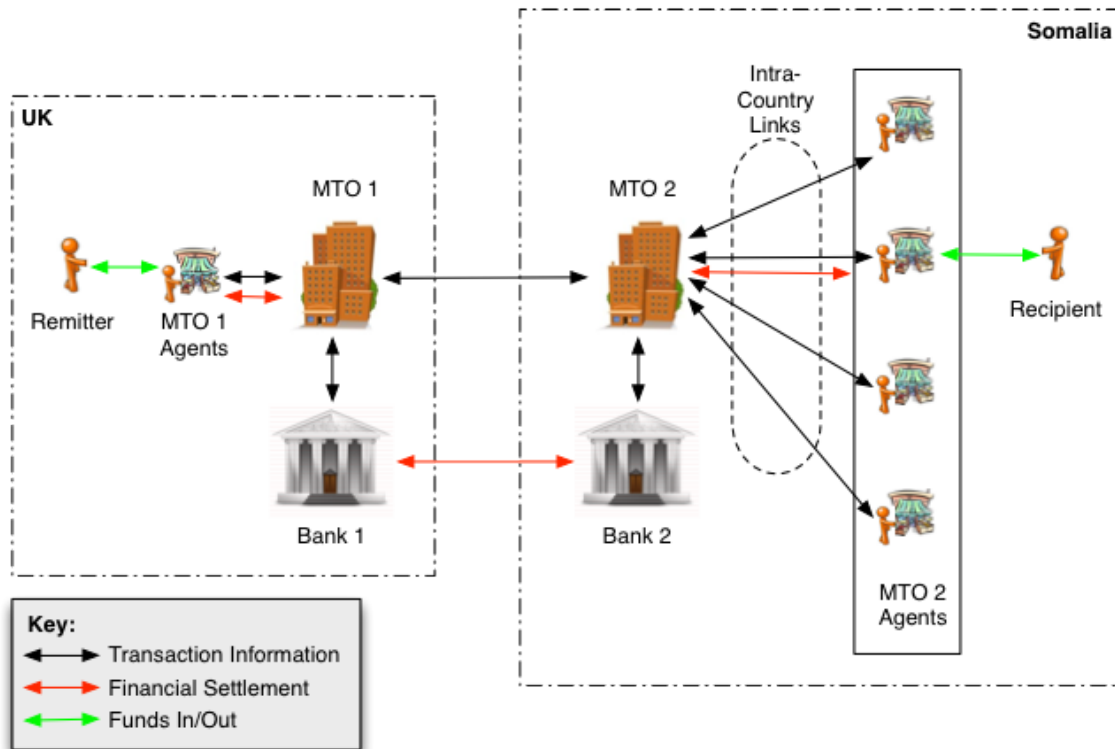 Somalia
UK
Intra-
Country
Links
MTO 1
MTO 2
Remitter
MTO 1
Agents
Recipient
Bank 1
Bank 2
MTO 2
Agents
Key:
Transaction Information
Financial Settlement
Funds In/Out